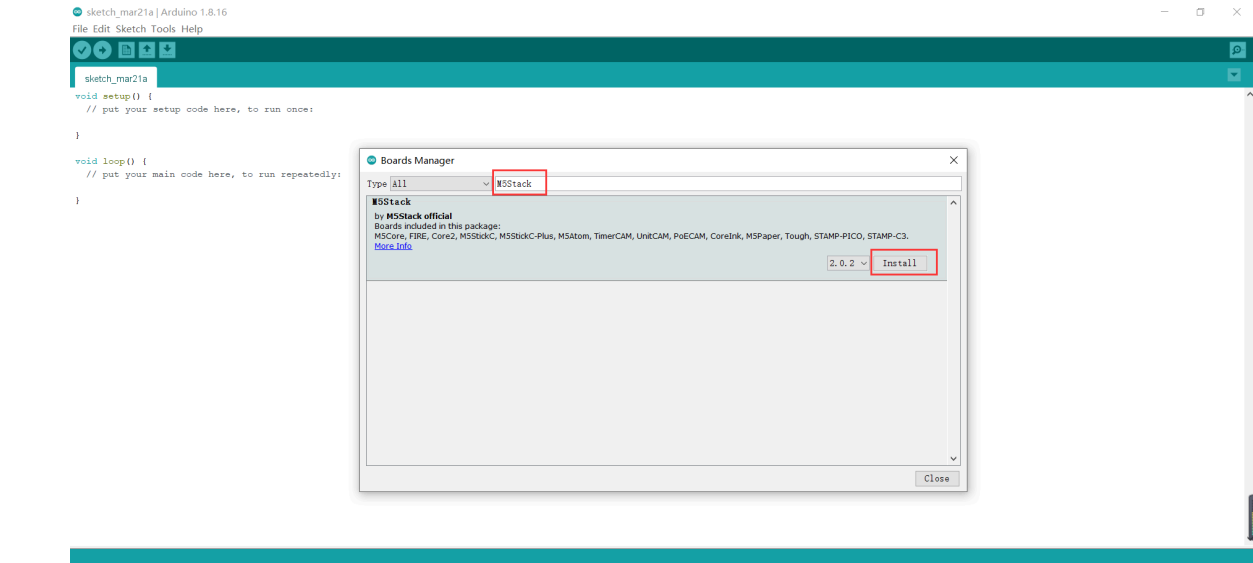 sketch_mar21a | Arduino 1.8.16
File Edit Sketch Tools Help
sketch_mar21a
void setup() {
// put your setup code here, to run once:
}
void loop() {
// put your main code here, to run repeatedly:
}
Boards Manager
Type All M5Stack
M5Stack
by M5Stack official
Boards included in this package:
M5Core, FIRE, Core2, M5StickC, M5StickC-Plus, M5Atom, TimerCAM, UnitCAM, PoECAM, CoreInk, M5Paper, Tough, STAMP-PICO, STAMP-C3.
More Info
2.0.2 Install
Close